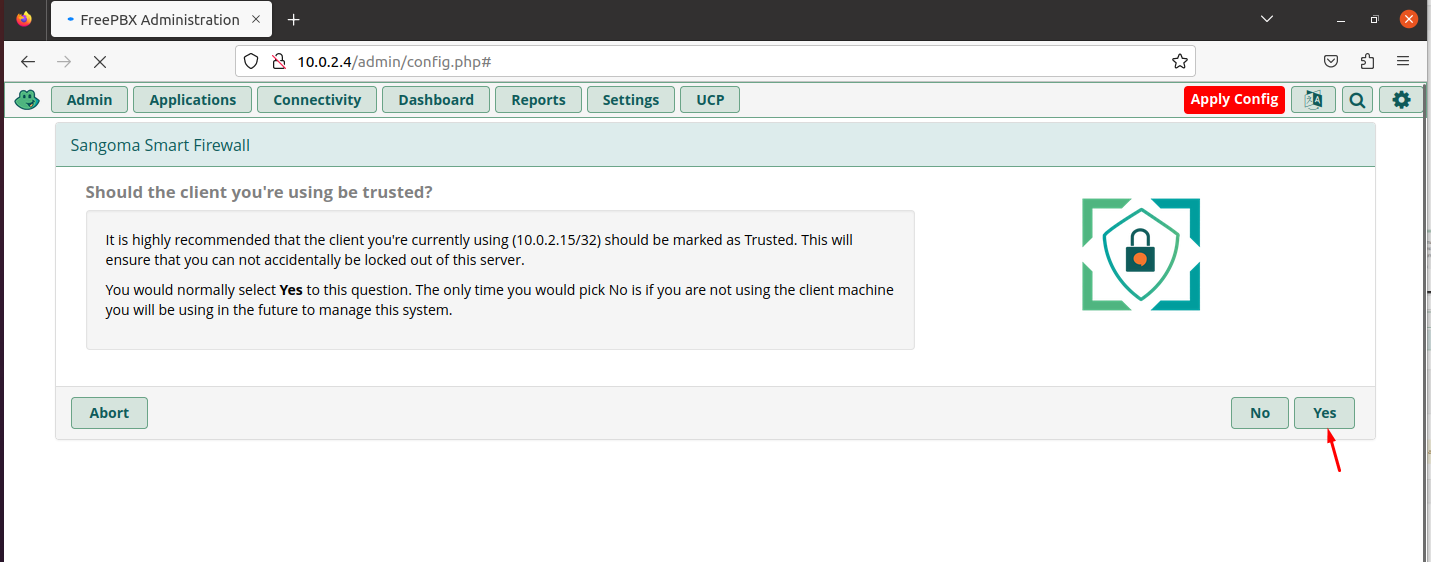 FreePBX Administration
10.0.2.4/admin/config.php#
Admin Applications Connectivity Dashboard Reports Settings UCP Apply Config
Sangoma Smart Firewall
Should the client you're using be trusted?
It is highly recommended that the client you're currently using (10.0.2.15/32) should be marked as Trusted. This will
ensure that you can not accidentally be locked out of this server.
You would normally select Yes to this question. The only time you would pick No is if you are not using the client machine
you will be using in the future to manage this system.
Abort No Yes